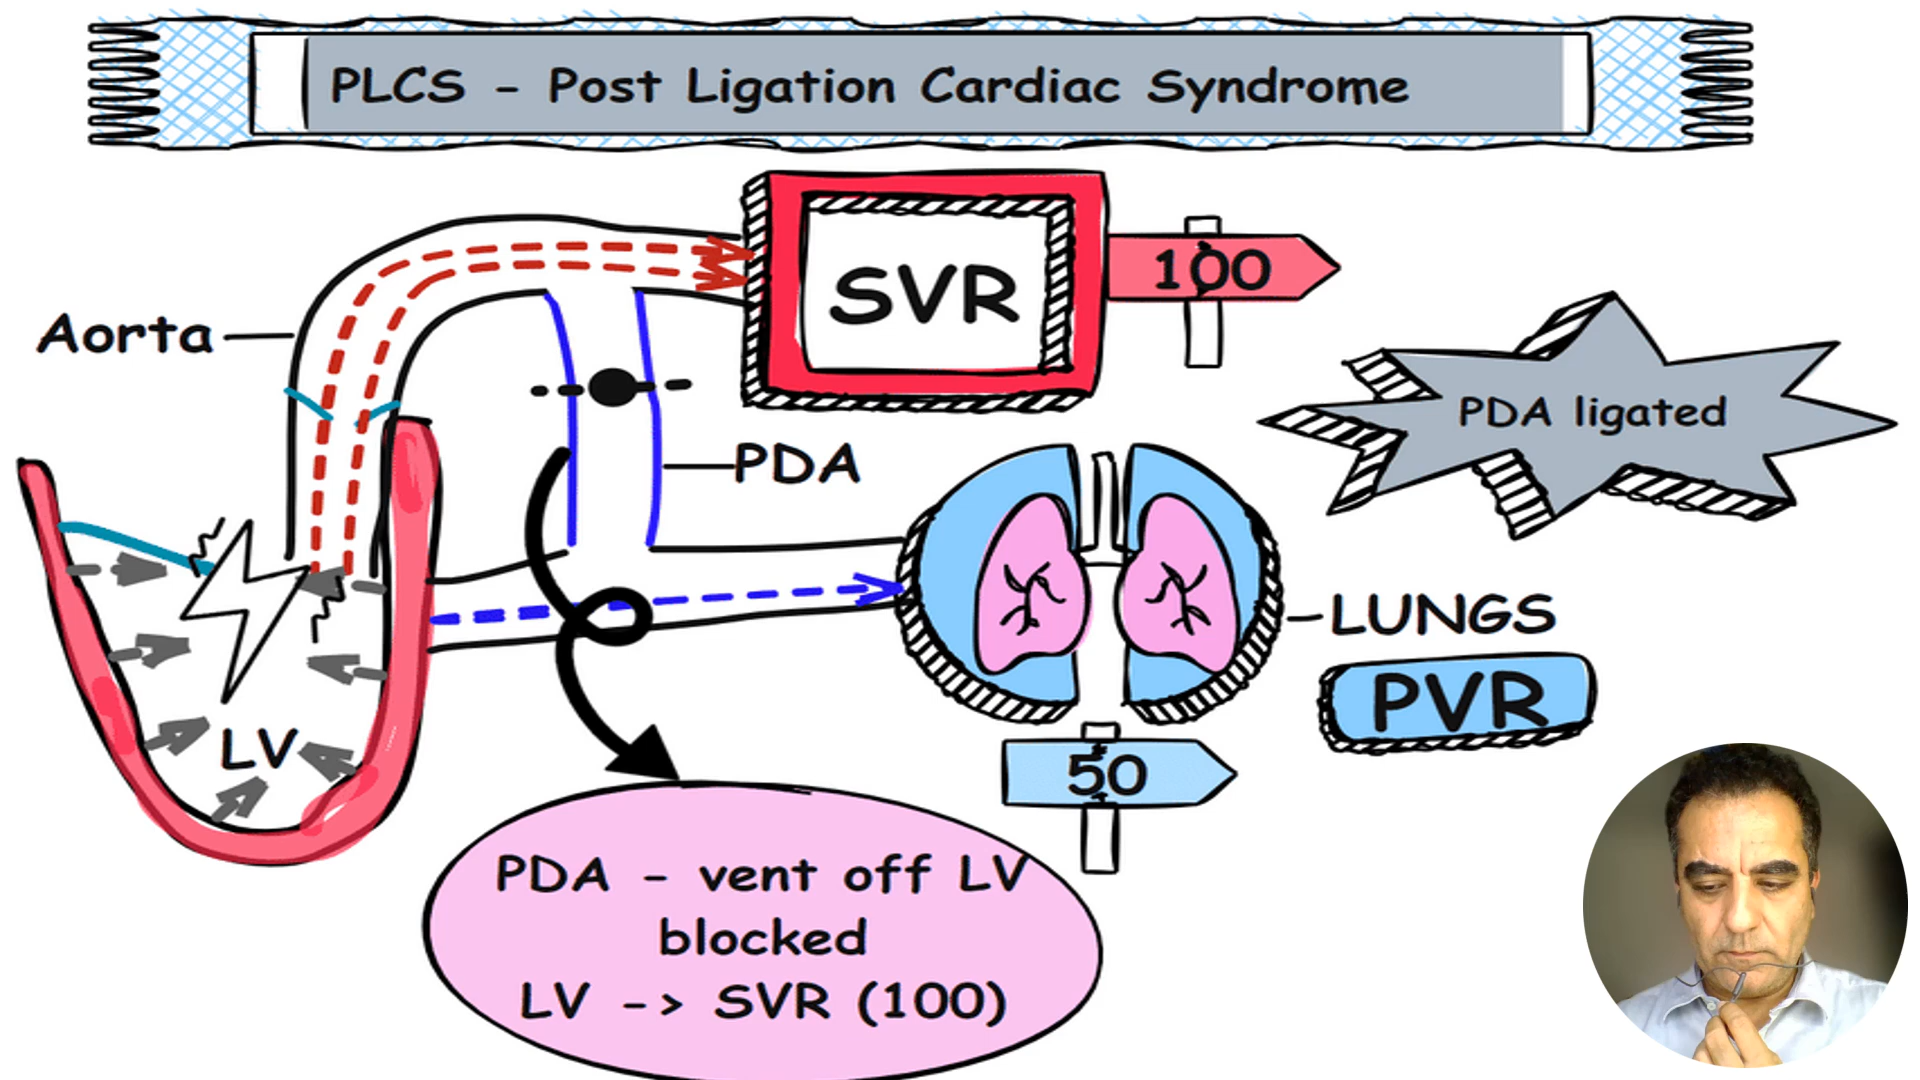 PLCS - Post Ligation Cardiac Syndrome
SVR
100
Aorta
PDA ligated
PDA
LUNGS
PVR
LV
50
PDA - vent off LV
blocked
LV -> SVR (100)